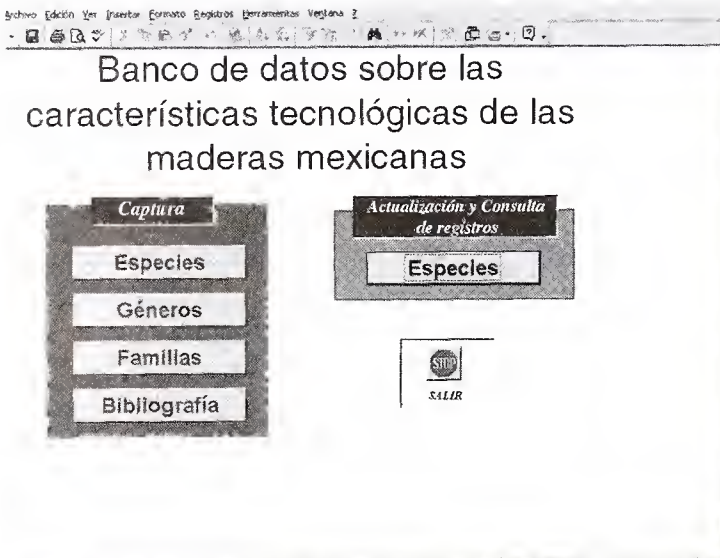 Archivo Edición Ver Insertar Formato Registros Herramientas Ventana ?
Banco de datos sobre las
características tecnológicas de las
maderas mexicanas
Captura
Especies
Géneros
Familias
Bibliografía
Actualización y Consulta
de registros
Especies
STOP
SALIR